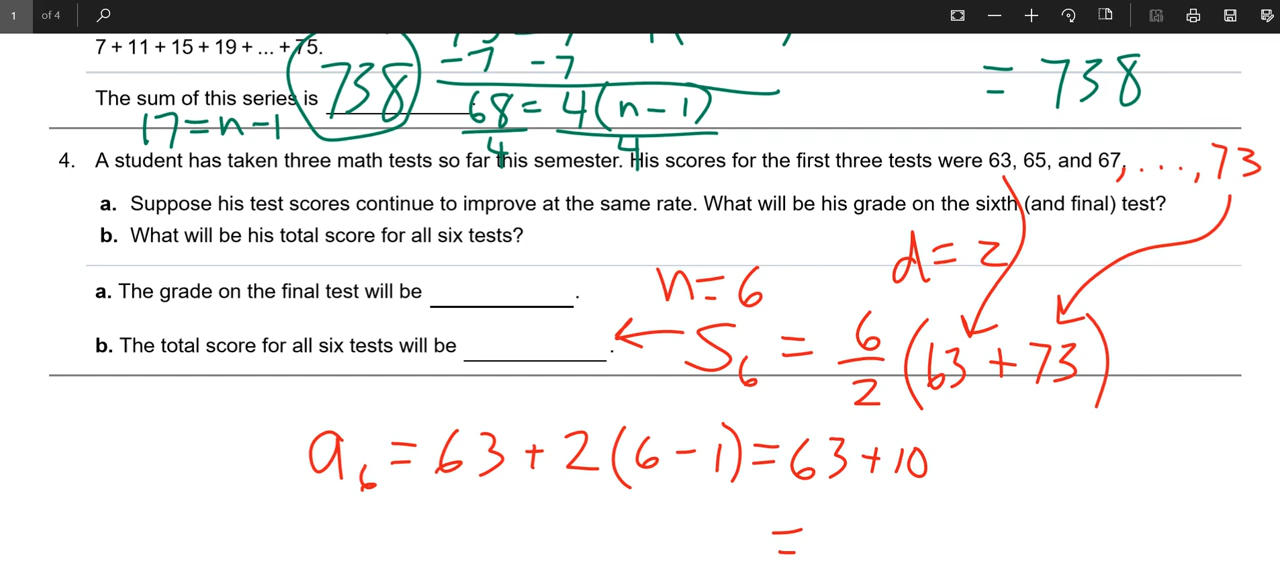 1 of 4
7 + 11 + 15 + 19 + ... + 75.
- 7 - 7
= 738
The sum of this series is 738
68 = 4(n - 1)
4 4
17 = n - 1
4. A student has taken three math tests so far this semester. His scores for the first three tests were 63, 65, and 67, ..., 73
a. Suppose his test scores continue to improve at the same rate. What will be his grade on the sixth (and final) test?
b. What will be his total score for all six tests?
d = 2
a. The grade on the final test will be ___________.
n = 6
b. The total score for all six tests will be ___________.
S6 = 6/2 (63 + 73)
a6 = 63 + 2(6 - 1) = 63 + 10
=